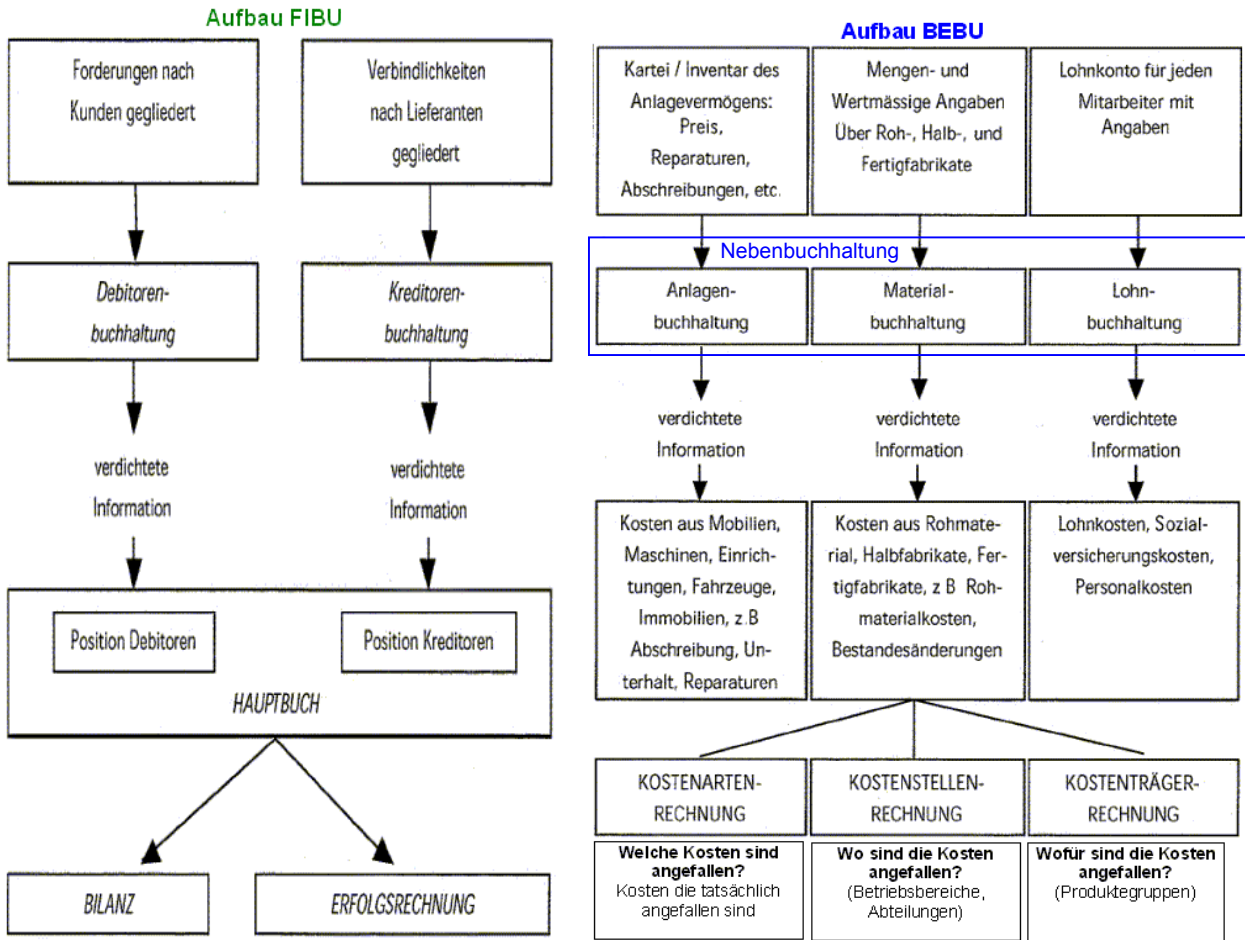 Aufbau FIBU
Forderungen nach
Kunden gegliedert
Verbindlichkeiten
nach Lieferanten
gegliedert
Debitoren-
buchhaltung
Kreditoren-
buchhaltung
verdichtete
Information
verdichtete
Information
Position Debitoren
Position Kreditoren
HAUPTBUCH
BILANZ
ERFOLGSRECHNUNG
Aufbau BEBU
Kartei / Inventar des
Anlagevermögens:
Preis,
Reparaturen,
Abschreibungen, etc.
Mengen- und
Wertmässige Angaben
Über Roh-, Halb-, und
Fertigfabrikate
Lohnkonto für jeden
Mitarbeiter mit
Angaben
Nebenbuchhaltung
Anlagen-
buchhaltung
Material-
buchhaltung
Lohn-
buchhaltung
verdichtete
Information
verdichtete
Information
verdichtete
Information
Kosten aus Mobilien,
Maschinen, Einrich-
tungen, Fahrzeuge,
Immobilien, z.B
Abschreibung, Un-
terhalt, Reparaturen
Kosten aus Rohmate-
rial, Halbfabrikate, Fer-
tigfabrikate, z B Roh-
materialkosten,
Bestandesänderungen
Lohnkosten, Sozial-
versicherungskosten,
Personalkosten
KOSTENARTEN-
RECHNUNG
KOSTENSTELLEN-
RECHNUNG
KOSTENTRÄGER-
RECHNUNG
Welche Kosten sind
angefallen?
Kosten die tatsächlich
angefallen sind
Wo sind die Kosten
angefallen?
(Betriebsbereiche,
Abteilungen)
Wofür sind die Kosten
angefallen?
(Produktegruppen)